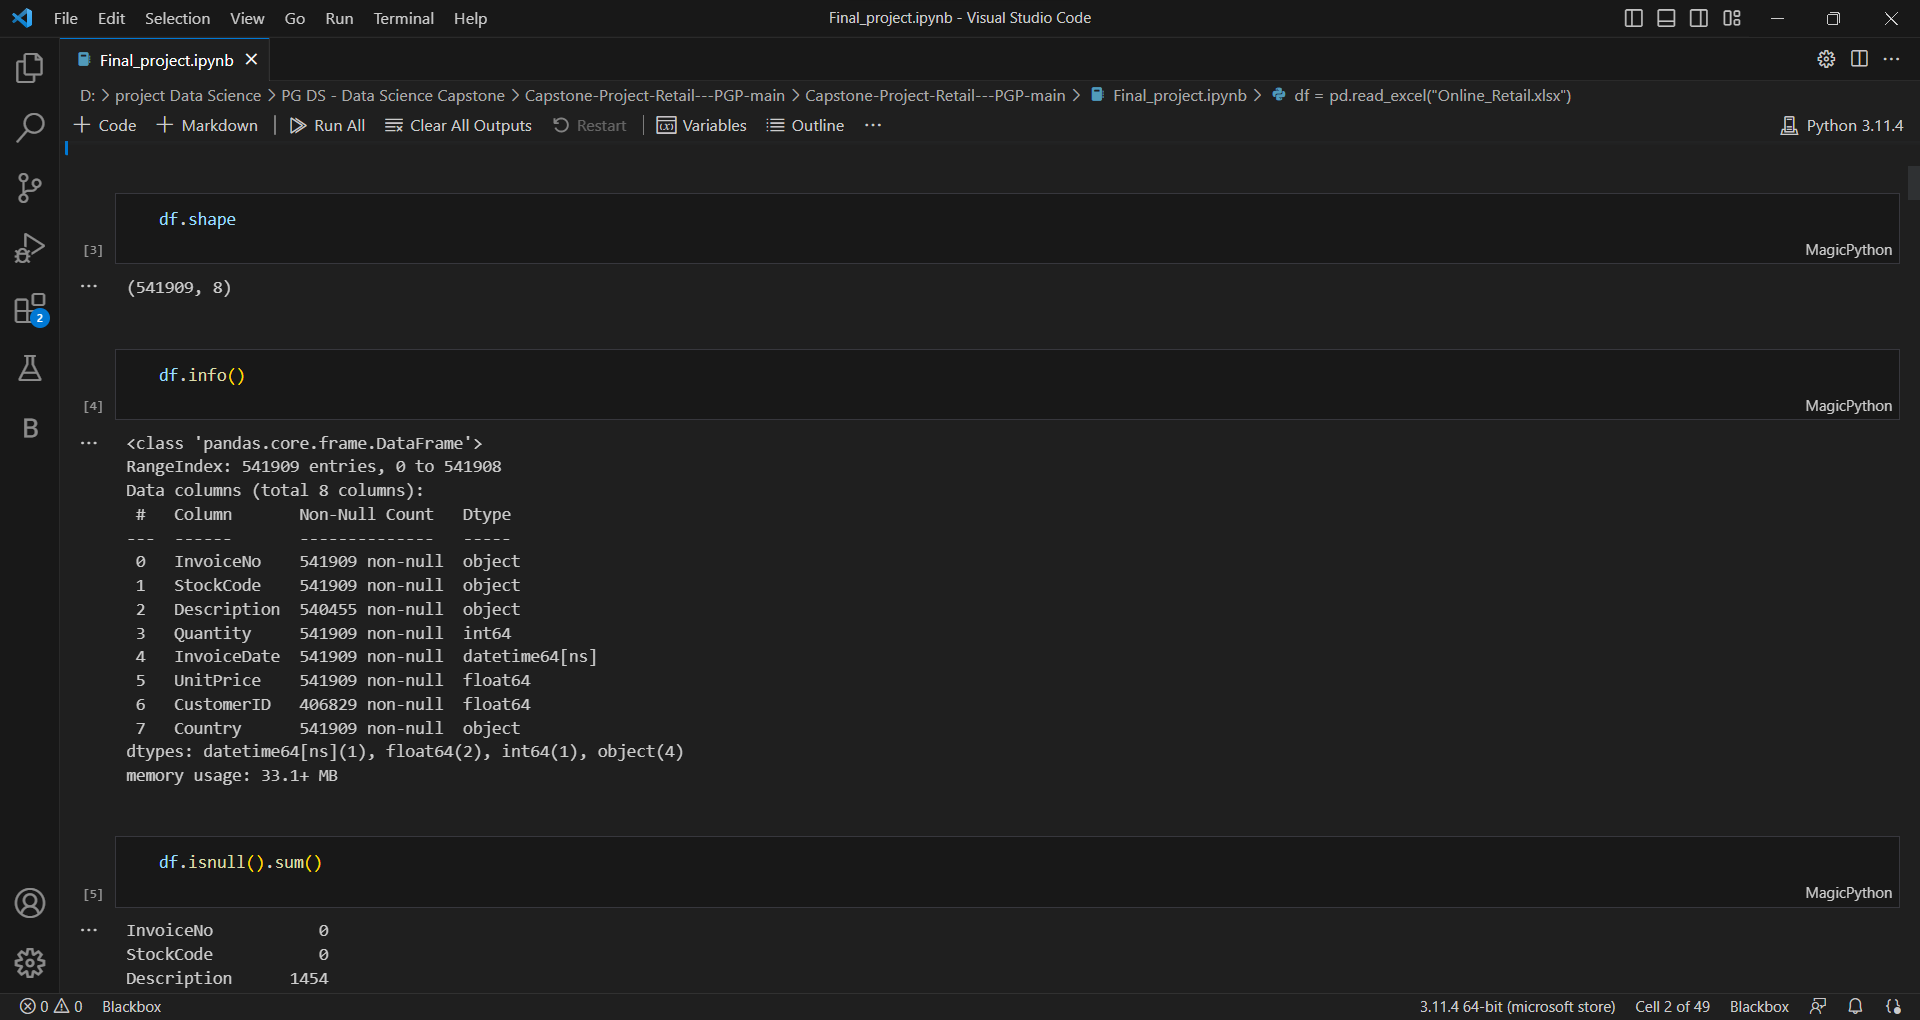 File Edit Selection View Go Run Terminal Help Final_project.ipynb - Visual Studio Code
Final_project.ipynb
D: > project Data Science > PG DS - Data Science Capstone > Capstone-Project-Retail---PGP-main > Capstone-Project-Retail---PGP-main > Final_project.ipynb > df = pd.read_excel("Online_Retail.xlsx")
+ Code + Markdown | Run All Clear All Outputs Restart | Variables Outline ... Python 3.11.4
df.shape
[3] MagicPython
... (541909, 8)
df.info()
[4] MagicPython
... <class 'pandas.core.frame.DataFrame'>
RangeIndex: 541909 entries, 0 to 541908
Data columns (total 8 columns):
 #   Column       Non-Null Count   Dtype
---  ------       --------------   -----
 0   InvoiceNo    541909 non-null  object
 1   StockCode    541909 non-null  object
 2   Description  540455 non-null  object
 3   Quantity     541909 non-null  int64
 4   InvoiceDate  541909 non-null  datetime64[ns]
 5   UnitPrice    541909 non-null  float64
 6   CustomerID   406829 non-null  float64
 7   Country      541909 non-null  object
dtypes: datetime64[ns](1), float64(2), int64(1), object(4)
memory usage: 33.1+ MB
2
B
df.isnull().sum()
[5] MagicPython
... InvoiceNo           0
StockCode           0
Description      1454
0 0 Blackbox 3.11.4 64-bit (microsoft store) Cell 2 of 49 Blackbox